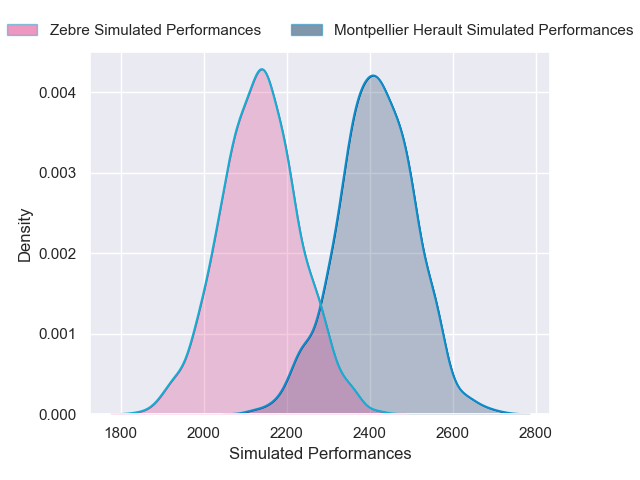 Zebre Simulated Performances
Montpellier Herault Simulated Performances
0.004
0.003
0.002
0.001
0.000
Density
1800 2000 2200 2400 2600 2800
Simulated Performances